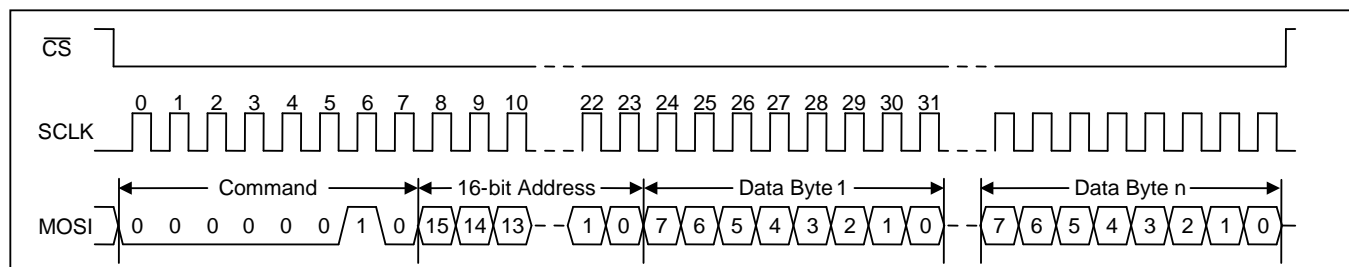 CS
0 1 2 3 4 5 6 7 8 9 10 22 23 24 25 26 27 28 29 30 31
SCLK
Command 16-bit Address Data Byte 1 Data Byte n
MOSI 0 0 0 0 0 0 1 0 15 14 13 1 0 7 6 5 4 3 2 1 0 7 6 5 4 3 2 1 0